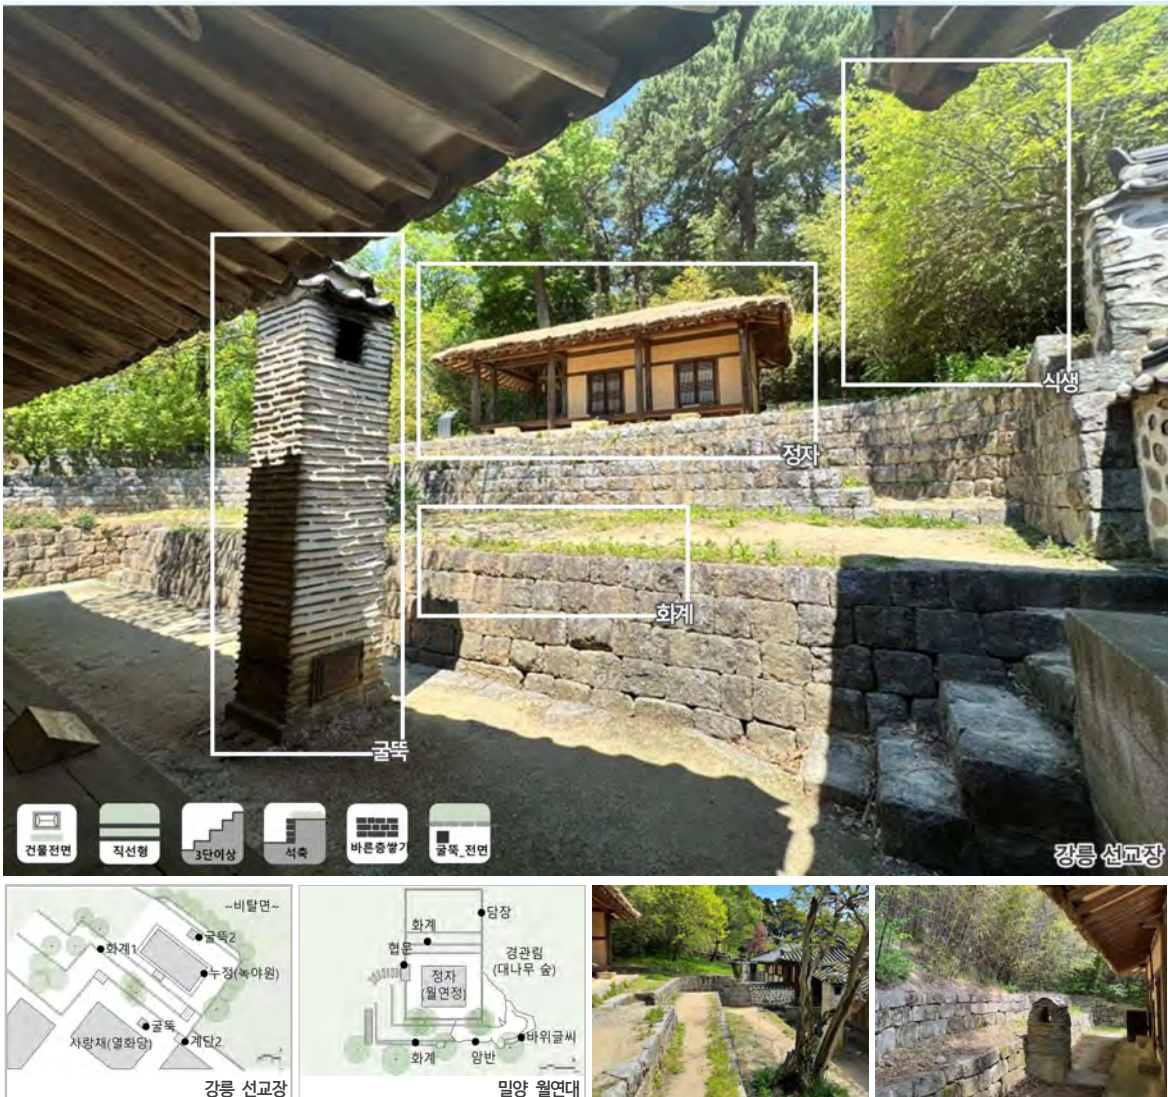 식생
정자
화계
굴뚝
건물전면
직선형
3단이상
석축
바른층쌓기
굴뚝_전면
강릉 선교장
~비탈면~
굴뚝2
화계1
누정(녹야원)
굴뚝
사랑채(열화당)
계단2
강릉 선교장
담장
화계
협문
경관림
(대나무 숲)
정자
(월연정)
바위글씨
화계
암반
밀양 월연대